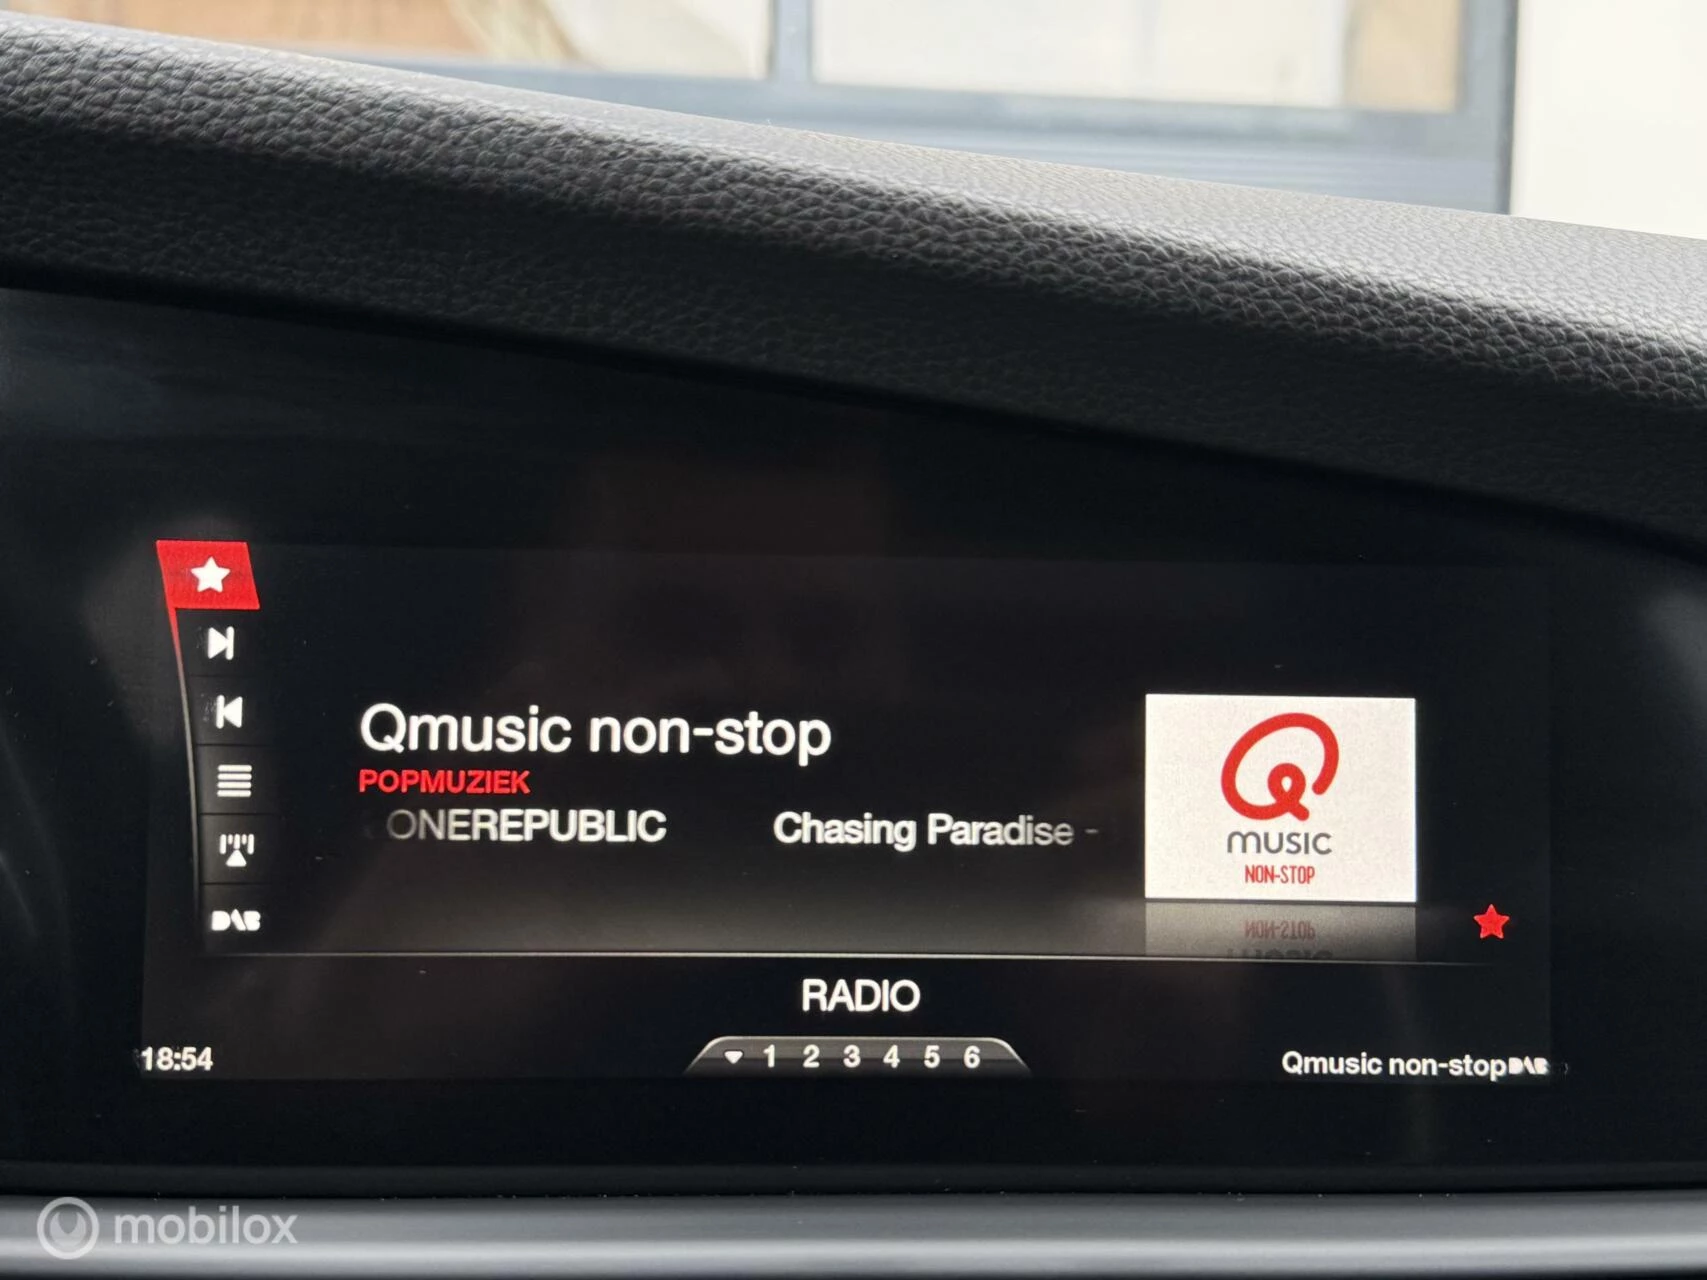 Qmusic non-stop
POPMUZIEK
ONEREPUBLIC Chasing Paradise -
MUSIC
NON-STOP
DAB
RADIO
18:54
1 2 3 4 5 6
Qmusic non-stop DAB
mobilox